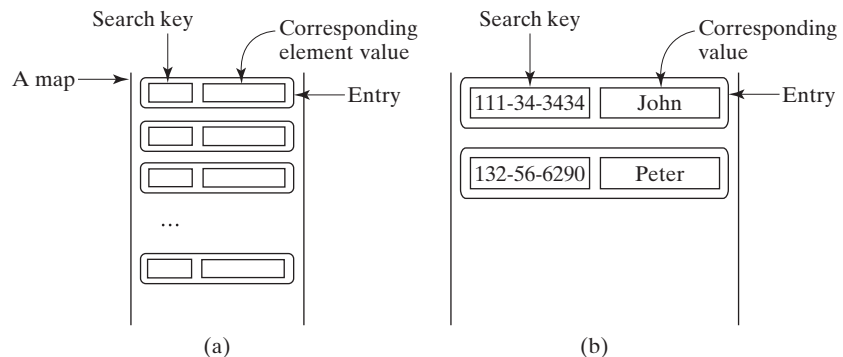 Search key
Corresponding
element value
A map
Entry
...
(a)
Search key
Corresponding
value
111-34-3434
John
Entry
132-56-6290
Peter
(b)